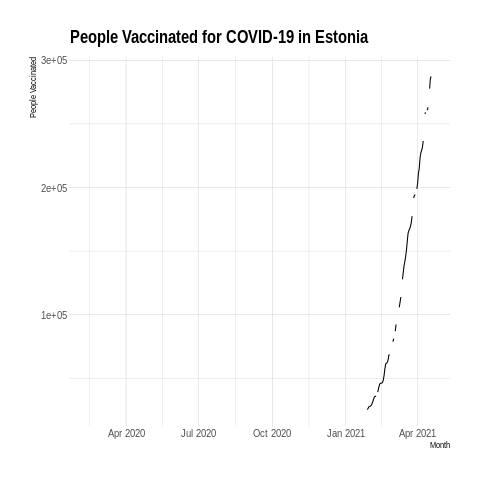 People Vaccinated for COVID-19 in Estonia
People Vaccinated
3e+05
2e+05
1e+05
Apr 2020 Jul 2020 Oct 2020 Jan 2021 Apr 2021
Month